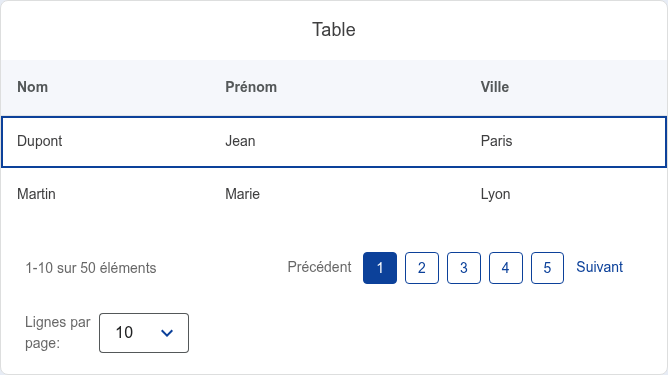 Table
Nom Prénom Ville
Dupont Jean Paris
Martin Marie Lyon
1-10 sur 50 éléments Précédent 1 2 3 4 5 Suivant
Lignes par
page: 10